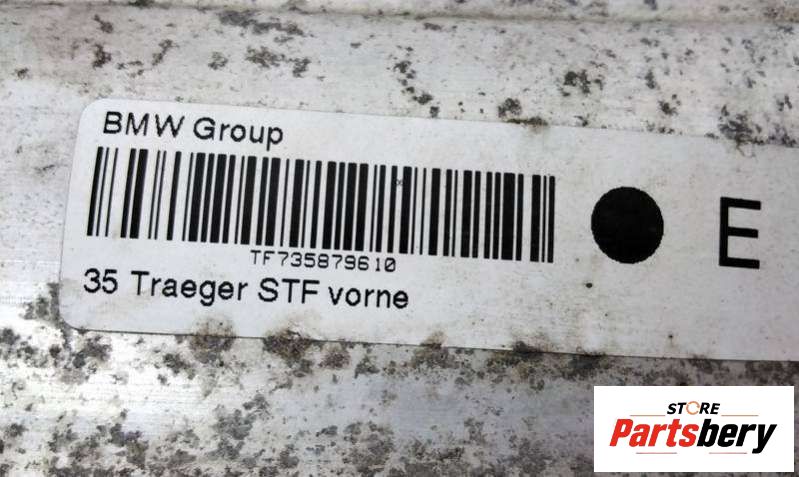 BMW Group
TF735879610
35 Traeger STF vorne
E
STORE
Partsbery